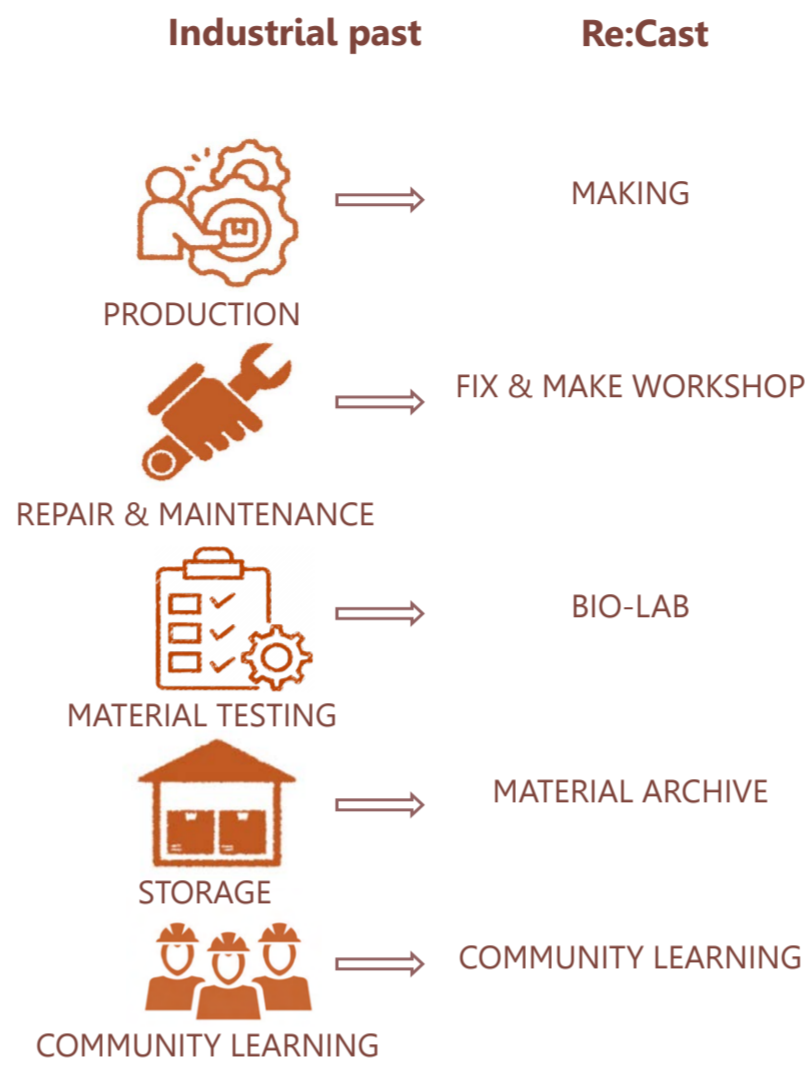 Industrial past
Re:Cast
MAKING
PRODUCTION
FIX & MAKE WORKSHOP
REPAIR & MAINTENANCE
BIO-LAB
MATERIAL TESTING
MATERIAL ARCHIVE
STORAGE
COMMUNITY LEARNING
COMMUNITY LEARNING